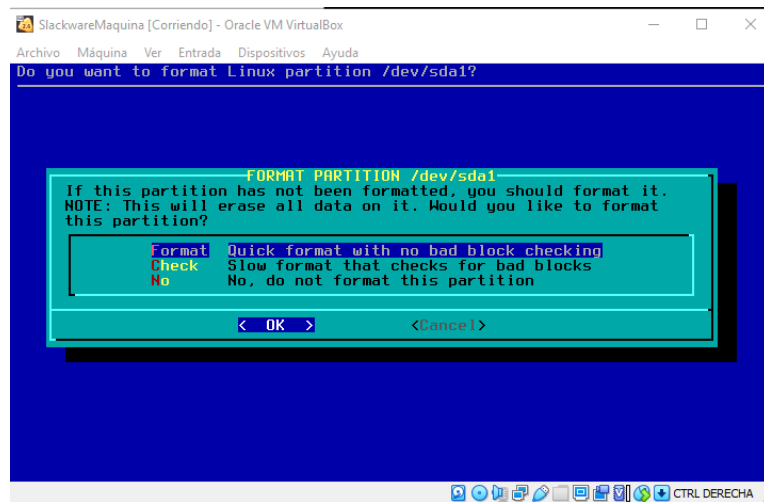 SlackwareMaquina [Corriendo] - Oracle VM VirtualBox
Archivo Máquina Ver Entrada Dispositivos Ayuda
Do you want to format Linux partition /dev/sda1?
FORMAT PARTITION /dev/sda1
If this partition has not been formatted, you should format it.
NOTE: This will erase all data on it. Would you like to format
this partition?
Format Quick format with no bad block checking
Check Slow format that checks for bad blocks
No No, do not format this partition
< OK > <Cancel>
CTRL DERECHA